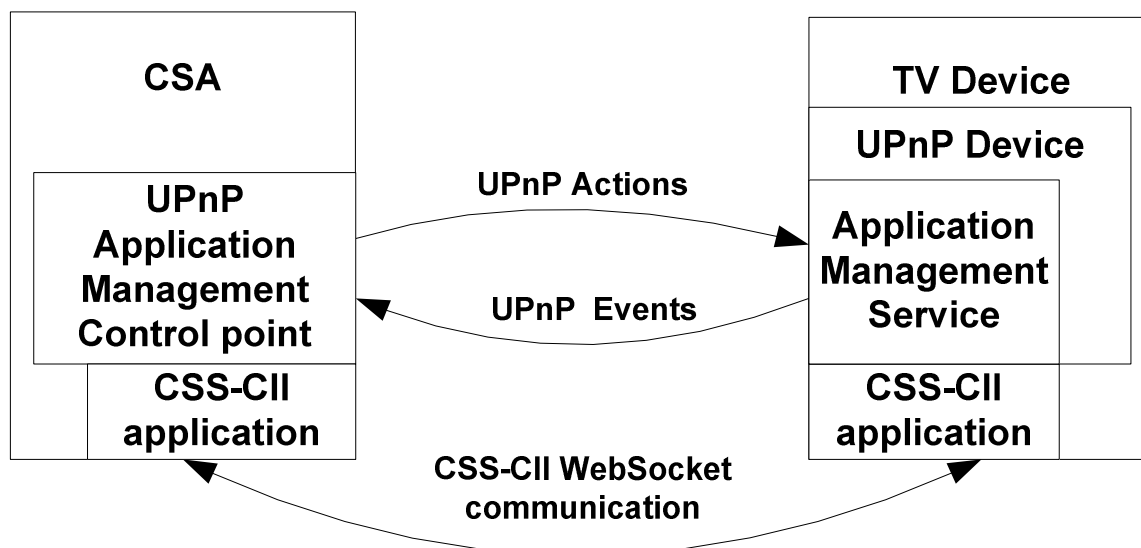 CSA
UPnP
Application
Management
Control point
CSS-CII
application
UPnP Actions
UPnP Events
CSS-CII WebSocket
communication
TV Device
UPnP Device
Application
Management
Service
CSS-CII
application